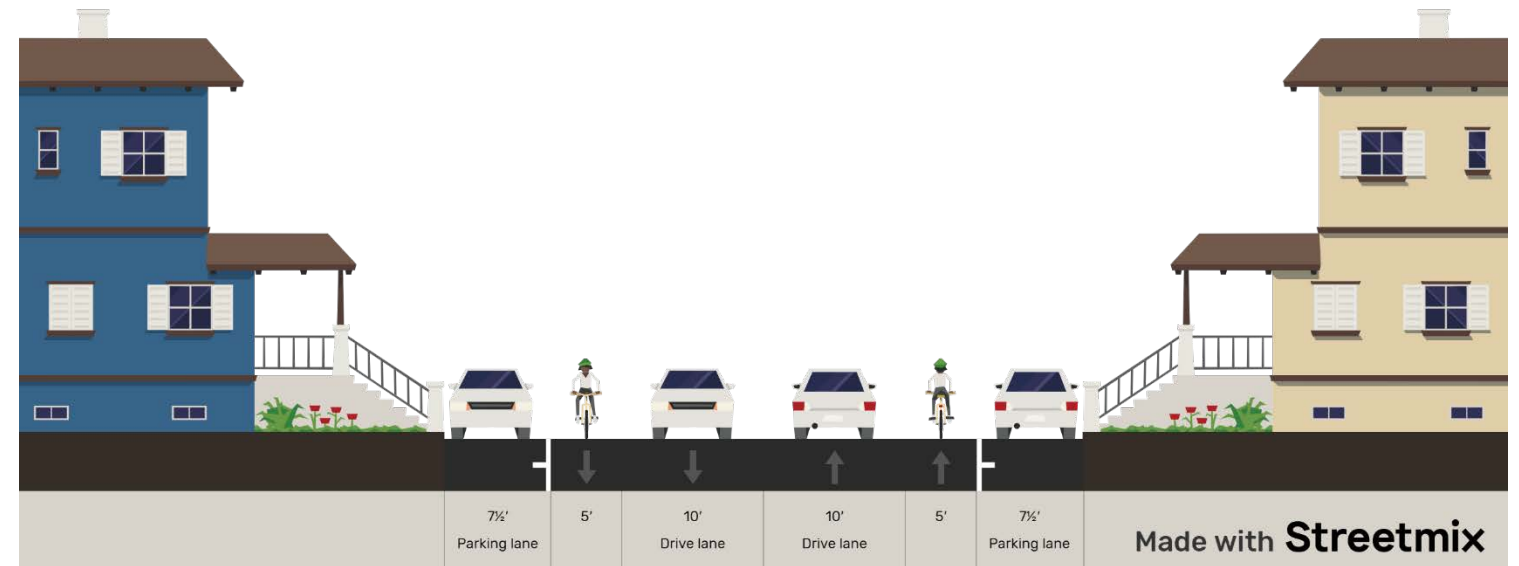 7½′ 5′ 10′ 10′ 5′ 7½′
Parking lane Drive lane Drive lane Parking lane
Made with Streetmix